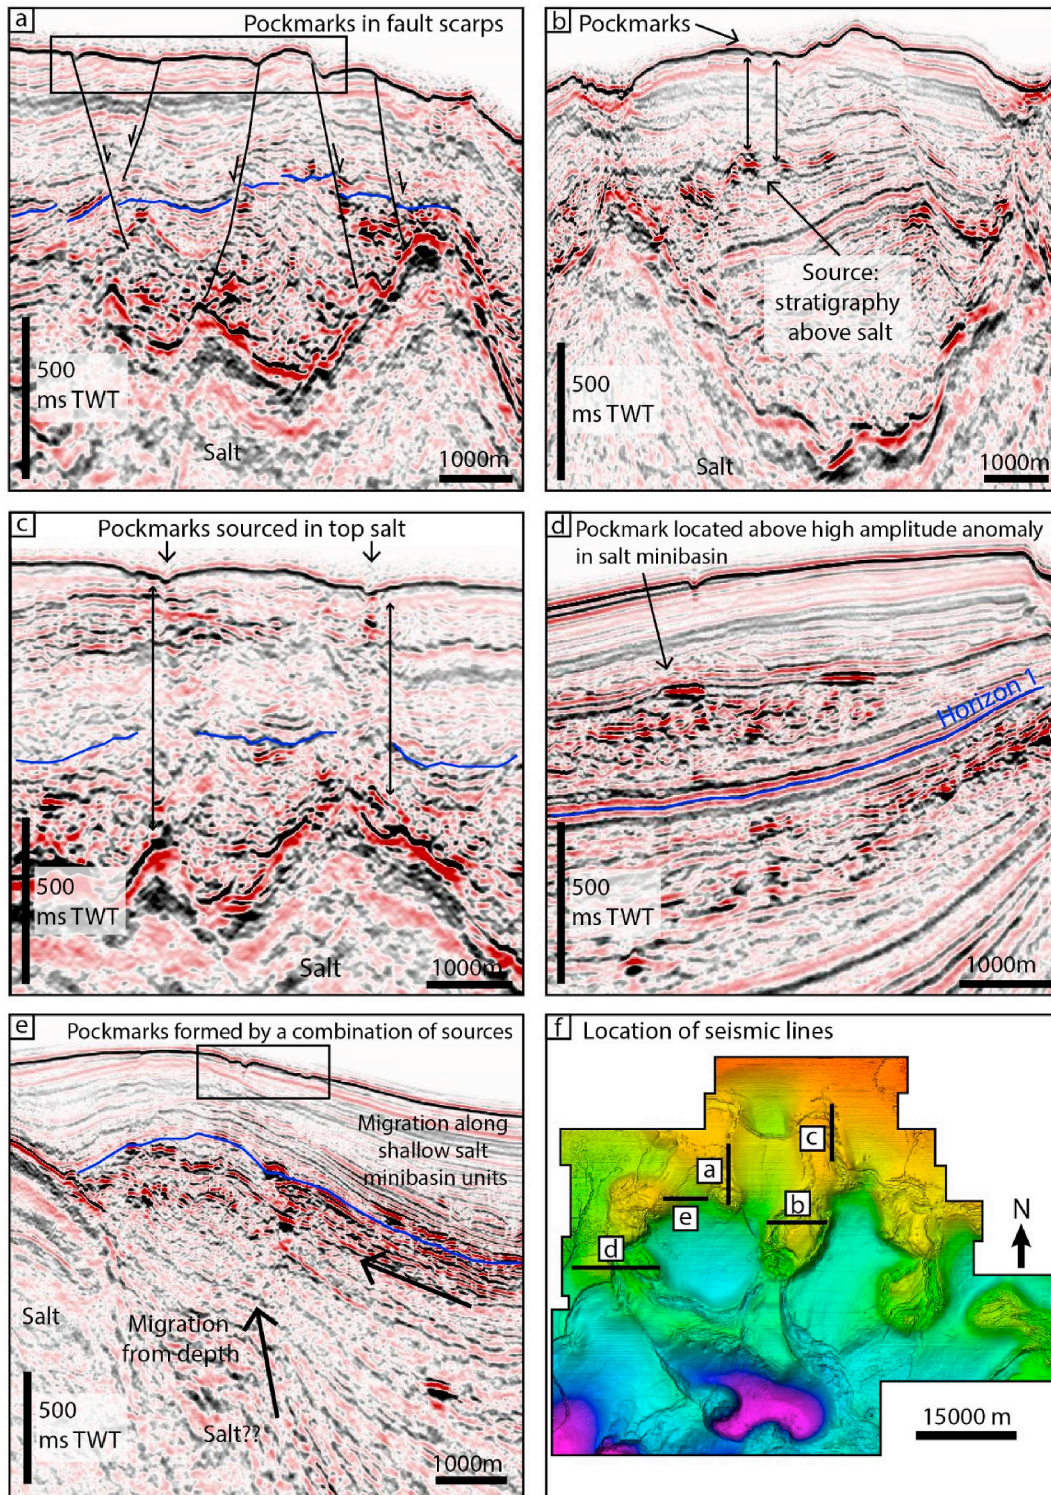 a
Pockmarks in fault scarps
500
ms TWT
Salt
1000m
b
Pockmarks
Source:
stratigraphy
above salt
500
ms TWT
Salt
1000m
c
Pockmarks sourced in top salt
500
ms TWT
Salt
1000m
d
Pockmark located above high amplitude anomaly
in salt minibasin
Horizon 1
500
ms TWT
1000m
e
Pockmarks formed by a combination of sources
Migration along
shallow salt
minibasin units
Salt
Migration
from depth
500
ms TWT
Salt??
1000m
f
Location of seismic lines
c
a
b
e
d
N
15000 m